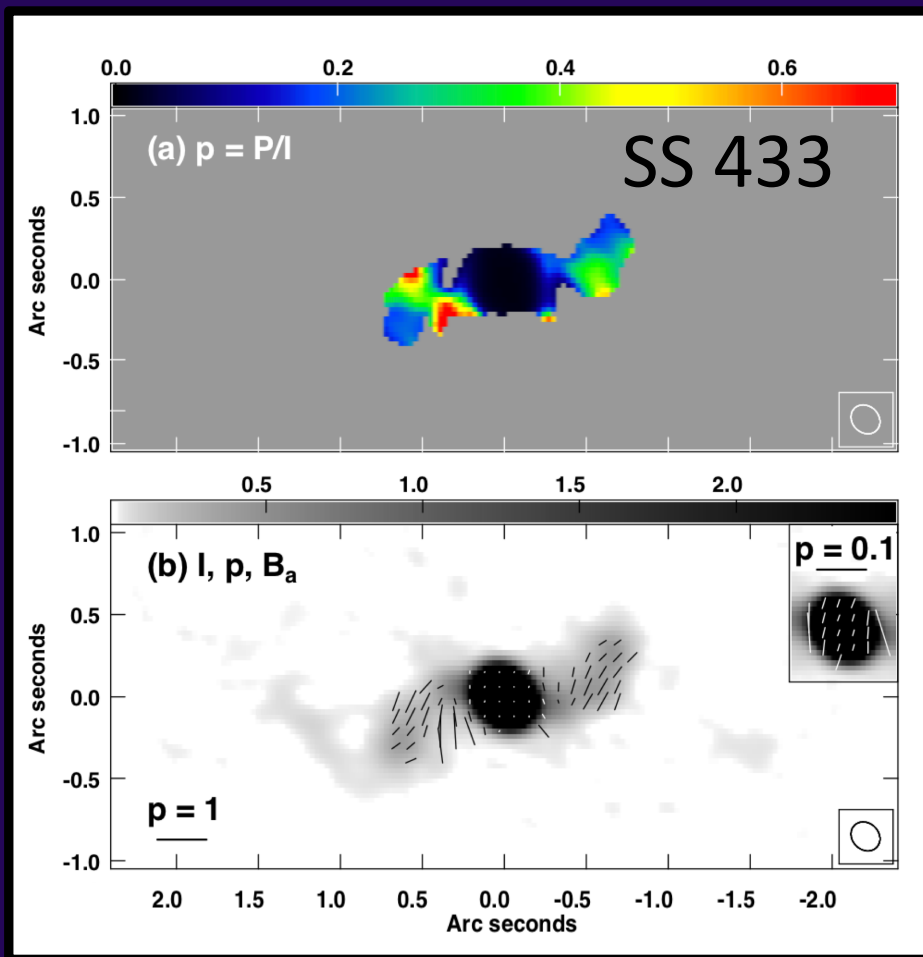 0.0 0.2 0.4 0.6
1.0
(a) p = P/I
SS 433
0.5
Arc seconds
0.0
-0.5
-1.0
0.5 1.0 1.5 2.0
1.0
(b) I, p, Bₐ
p = 0.1
0.5
Arc seconds
0.0
-0.5
p = 1
-1.0
2.0 1.5 1.0 0.5 0.0 -0.5 -1.0 -1.5 -2.0
Arc seconds